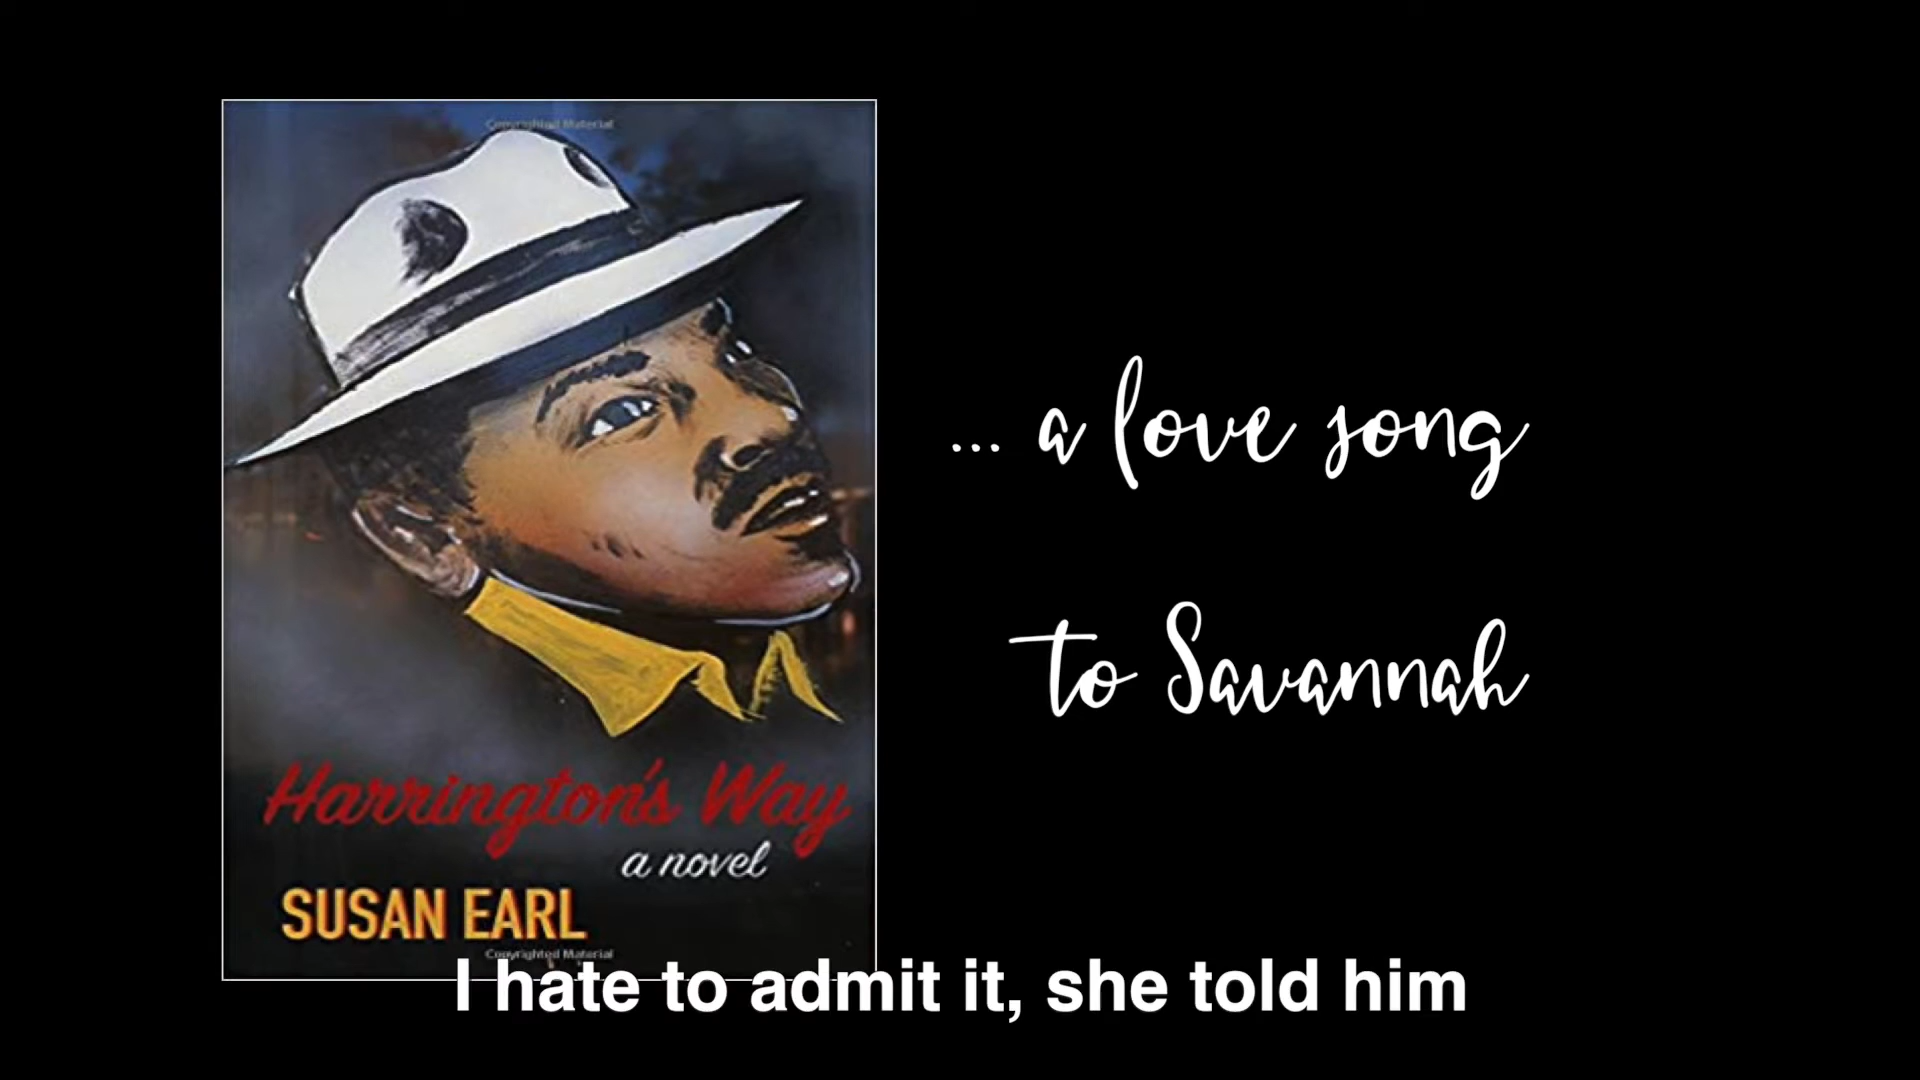 Copyrighted Material
... a love song
to Savannah
Harrington's Way
a novel
SUSAN EARL
Copyrighted Material
I hate to admit it, she told him